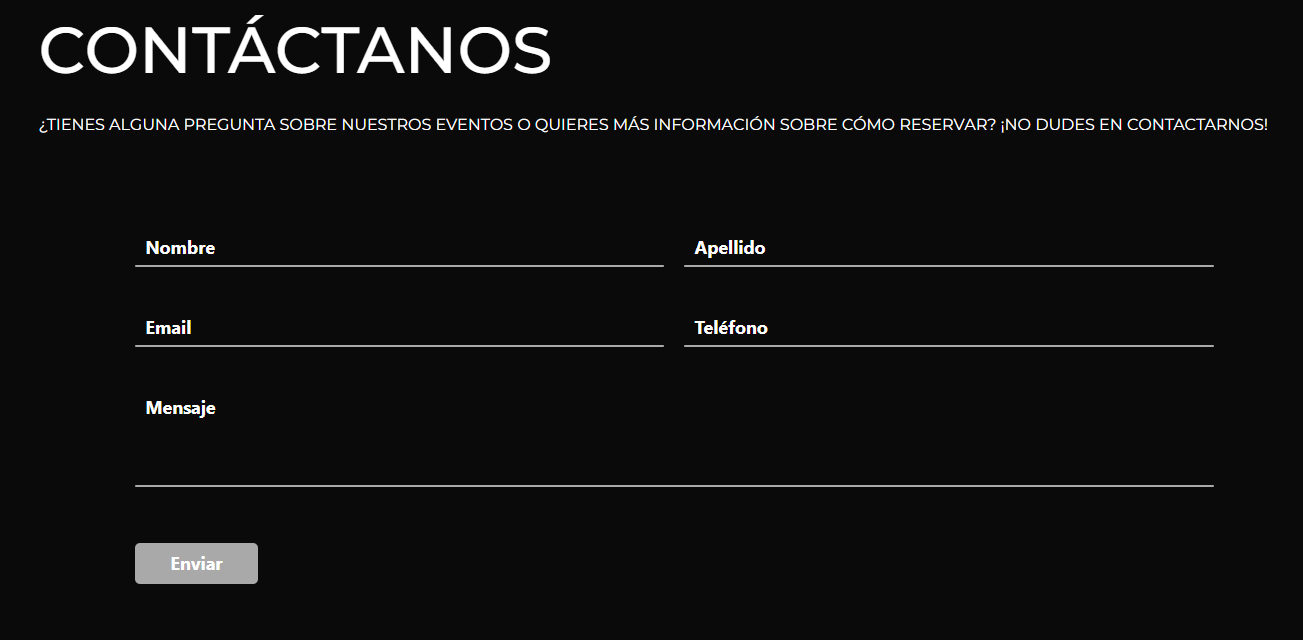 CONTÁCTANOS
¿TIENES ALGUNA PREGUNTA SOBRE NUESTROS EVENTOS O QUIERES MÁS INFORMACIÓN SOBRE CÓMO RESERVAR? ¡NO DUDES EN CONTACTARNOS!
Nombre
Apellido
Email
Teléfono
Mensaje
Enviar